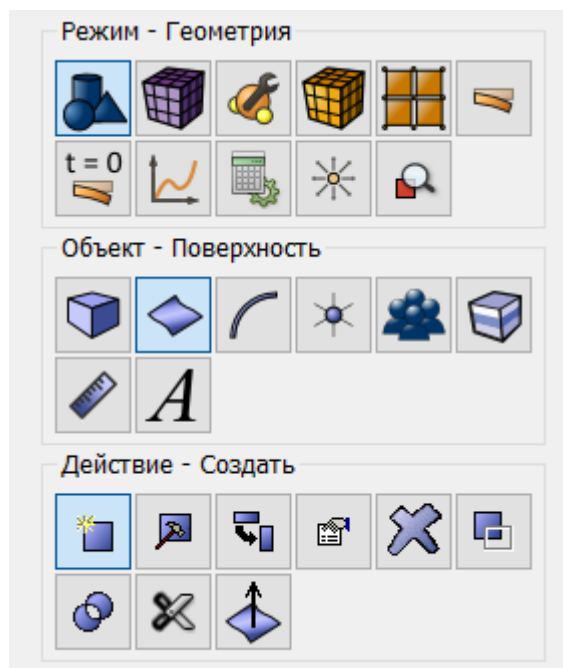 Режим - Геометрия
t = 0
Объект - Поверхность
A
Действие - Создать